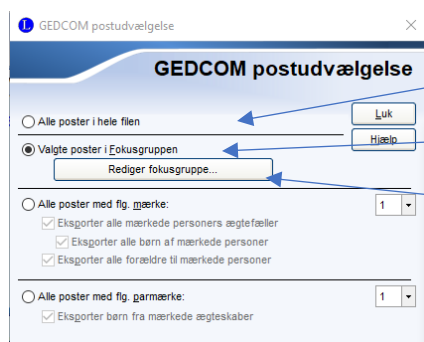 L GEDCOM postudvælgelse
GEDCOM postudvælgelse
Alle poster i hele filen
Luk
Hjælp
Valgte poster i Fokusgruppen
Rediger fokusgruppe...
Alle poster med flg. mærke: 1
Eksporter alle mærkede personers ægtefæller
Eksporter alle børn af mærkede personer
Eksporter alle forældre til mærkede personer
Alle poster med flg. parmærke: 1
Eksporter børn fra mærkede ægteskaber